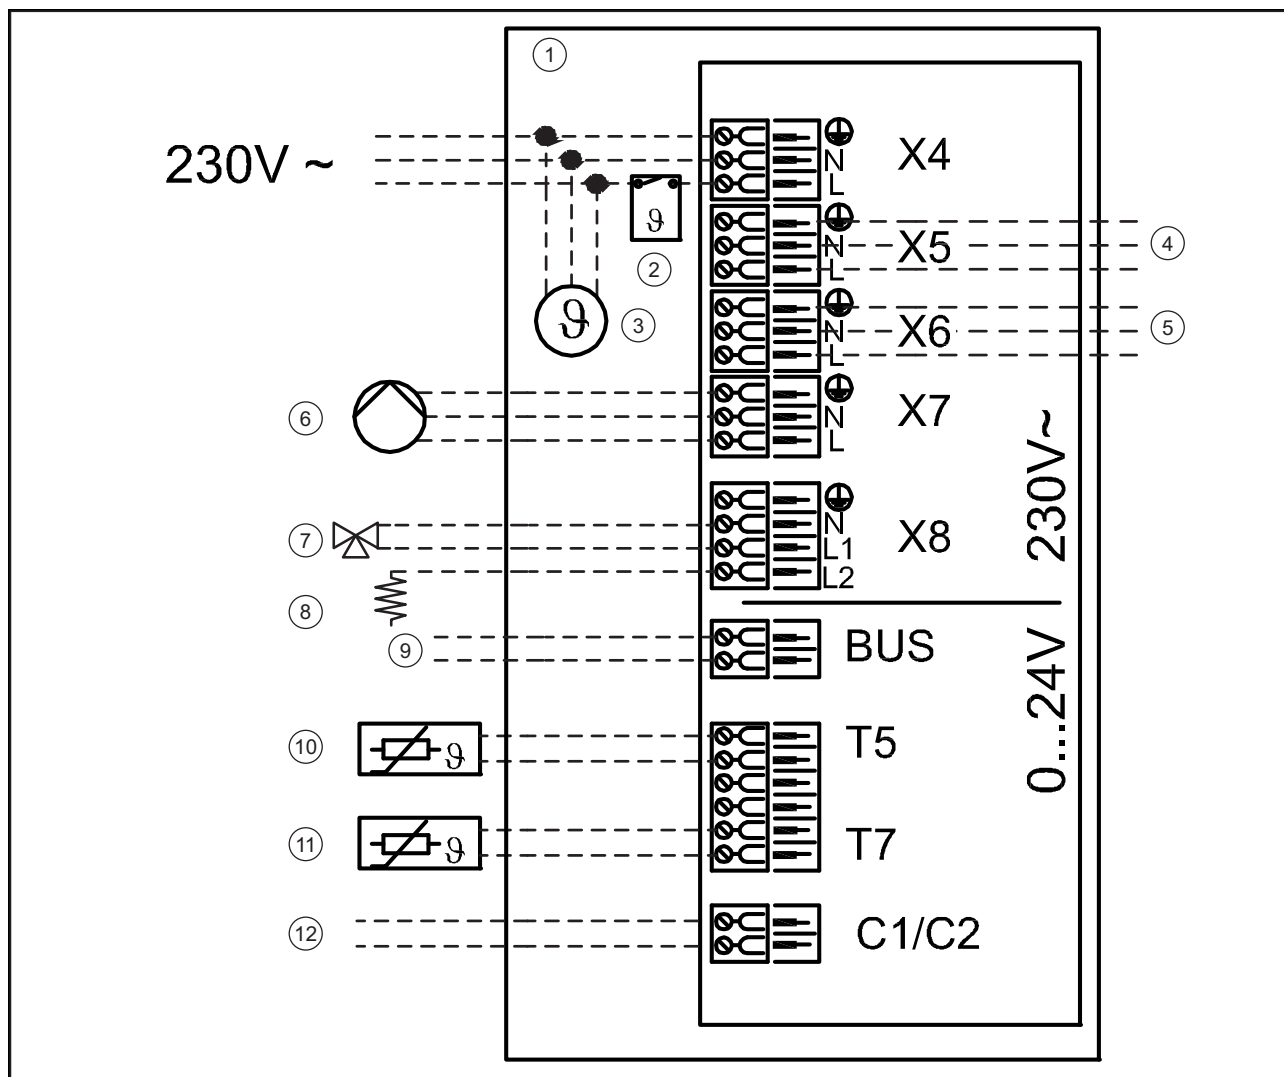 1
230V ~
N
L
X4
ϑ
2
N
L
X5
4
ϑ
3
N
L
X6
5
6
N
L
X7
230V~
7
N
L1
L2
X8
8
9
BUS
0...24V
10
ϑ
T5
11
ϑ
T7
12
C1/C2